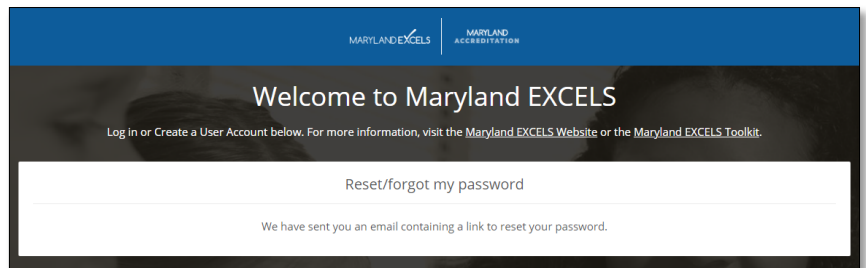 MARYLAND EXCELS
MARYLAND
ACCREDITATION
Welcome to Maryland EXCELS
Log in or Create a User Account below. For more information, visit the Maryland EXCELS Website or the Maryland EXCELS Toolkit.
Reset/forgot my password
We have sent you an email containing a link to reset your password.